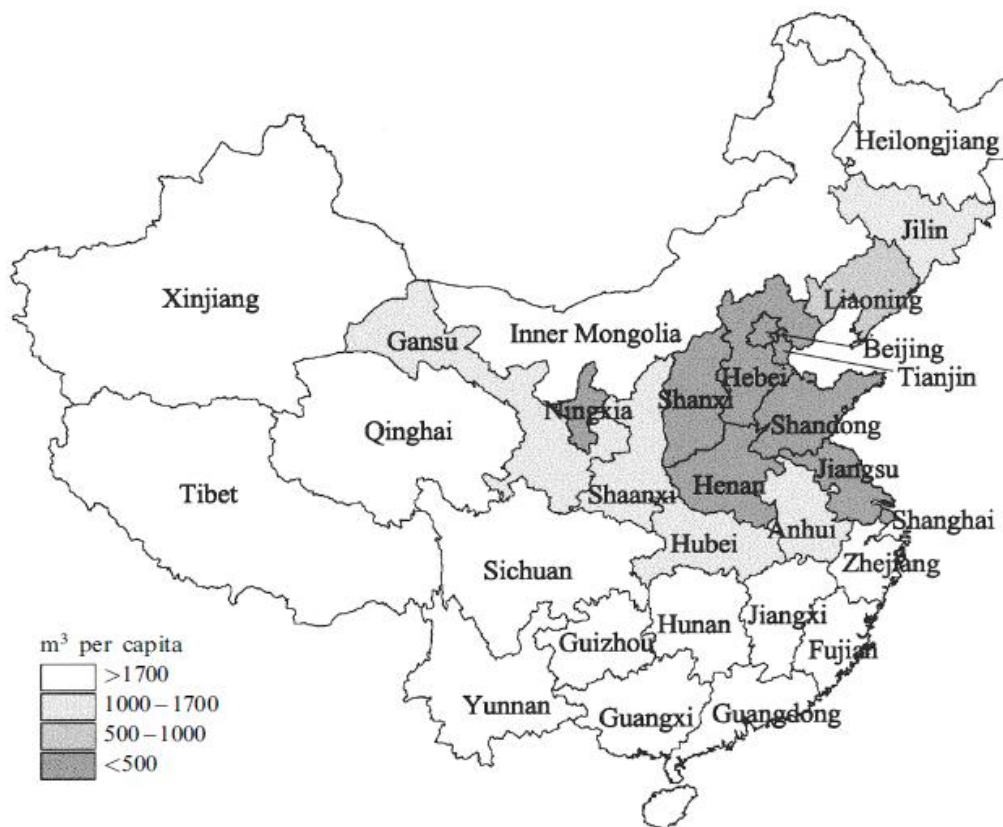 Heilongjiang
Jilin
Xinjiang
Liaoning
Inner Mongolia
Gansu
Beijing
Hebei
Tianjin
Shanxi
Ningxia
Shandong
Qinghai
Jiangsu
Henan
Tibet
Shaanxi
Shanghai
Anhui
Hubei
Zhejiang
Sichuan
Jiangxi
Hunan
Guizhou
Fujian
Yunnan
Guangxi
Guangdong
m³ per capita
>1700
1000–1700
500–1000
<500